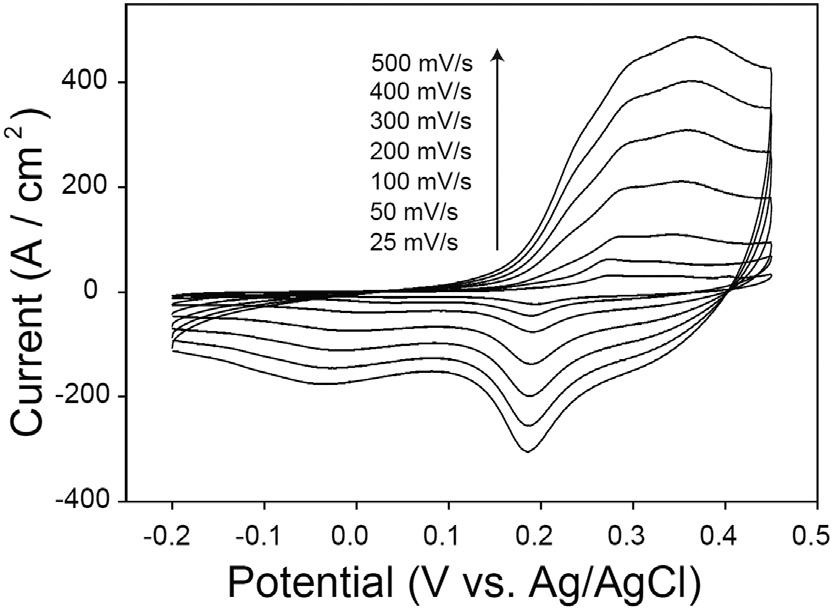 500 mV/s
400 mV/s
300 mV/s
200 mV/s
100 mV/s
50 mV/s
25 mV/s
400
200
0
-200
-400
Current (A / cm²)
-0.2 -0.1 0.0 0.1 0.2 0.3 0.4 0.5
Potential (V vs. Ag/AgCl)